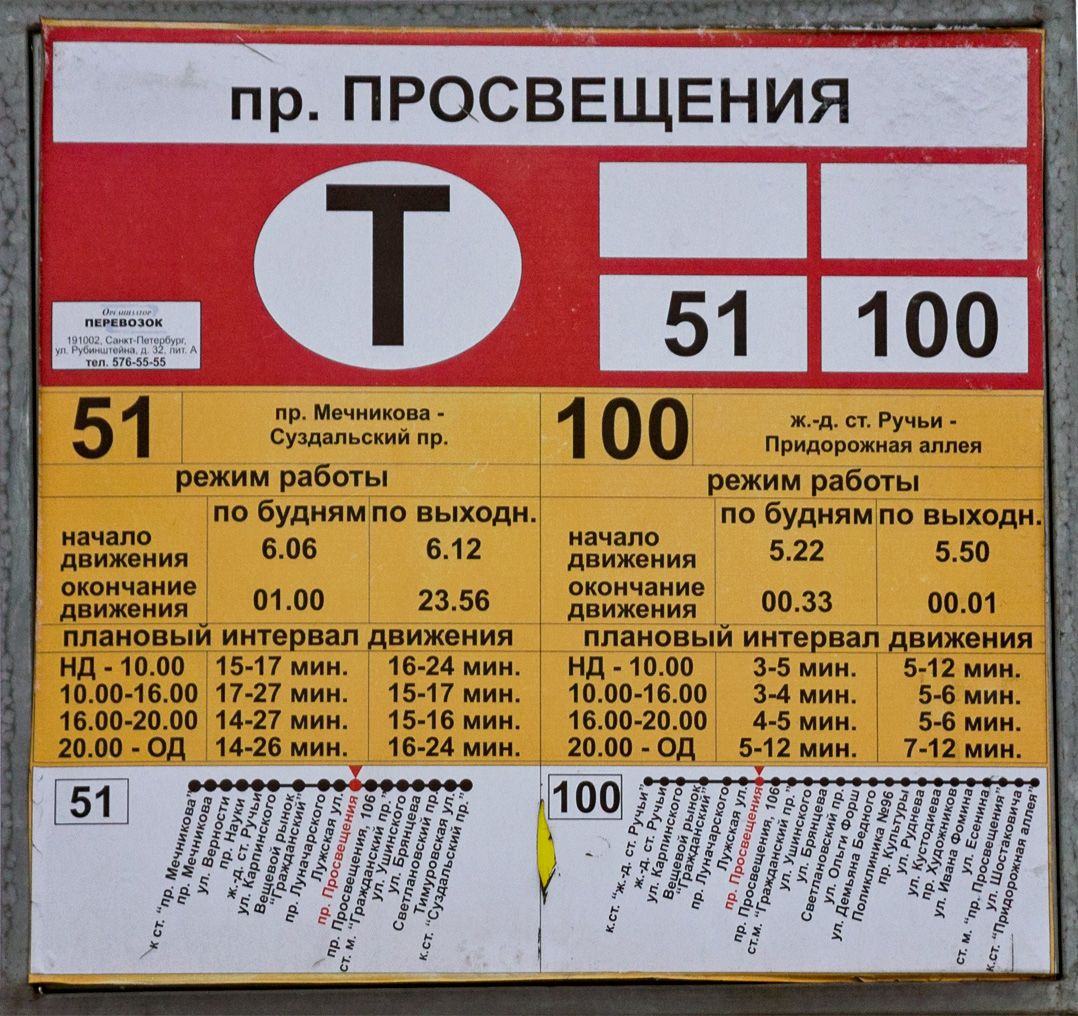 пр. ПРОСВЕЩЕНИЯ
Т
51 100
Организатор
ПЕРЕВОЗОК
191002, Санкт-Петербург,
ул. Рубинштейна, д. 32, лит. А
тел. 576-55-55
51
пр. Мечникова -
Суздальский пр.
режим работы
по будням по выходн.
начало
движения 6.06 6.12
окончание
движения 01.00 23.56
плановый интервал движения
НД - 10.00 15-17 мин. 16-24 мин.
10.00-16.00 17-27 мин. 15-17 мин.
16.00-20.00 14-27 мин. 15-16 мин.
20.00 - ОД 14-26 мин. 16-24 мин.
100
ж.-д. ст. Ручьи -
Придорожная аллея
режим работы
по будням по выходн.
начало
движения 5.22 5.50
окончание
движения 00.33 00.01
плановый интервал движения
НД - 10.00 3-5 мин. 5-12 мин.
10.00-16.00 3-4 мин. 5-6 мин.
16.00-20.00 4-5 мин. 5-6 мин.
20.00 - ОД 5-12 мин. 7-12 мин.
51
к ст. "пр. Мечникова"
пр. Мечникова
ул. Верности
пр. Науки
ж.-д. ст. Ручьи
ул. Карпинского
Вещевой рынок
"Гражданский"
пр. Луначарского
Лужская ул.
пр. Просвещения
пр. Просвещения, 106
ст. м. "Гражданский пр."
ул. Ушинского
ул. Брянцева
Светлановский пр.
Тимуровская ул.
к.ст. "Суздальский пр."
100
к.ст. "ж.-д. ст. Ручьи"
ж.-д. ст. Ручьи
ул. Карпинского
Вещевой рынок
"Гражданский"
пр. Луначарского
Лужская ул.
пр. Просвещения
пр. Просвещения, 106
ст.м. "Гражданский пр."
ул. Ушинского
ул. Брянцева
Светлановский пр.
ул. Ольги Форш
ул. Демьяна Бедного
Поликлиника №96
пр. Культуры
ул. Руднева
ул. Кустодиева
пр. Художников
ул. Ивана Фомина
ул. Есенина
ст. м. "пр. Просвещения"
ул. Шостаковича
к.ст. "Придорожная аллея"